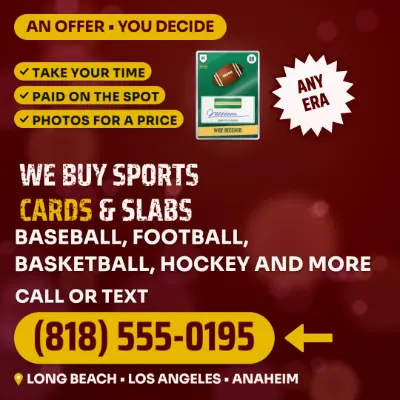 AN OFFER • YOU DECIDE
TAKE YOUR TIME
PAID ON THE SPOT
PHOTOS FOR A PRICE
WIDE RECEIVER
ANY
ERA
WE BUY SPORTS
CARDS & SLABS
BASEBALL, FOOTBALL,
BASKETBALL, HOCKEY AND MORE
CALL OR TEXT
(818) 555-0195
LONG BEACH • LOS ANGELES • ANAHEIM